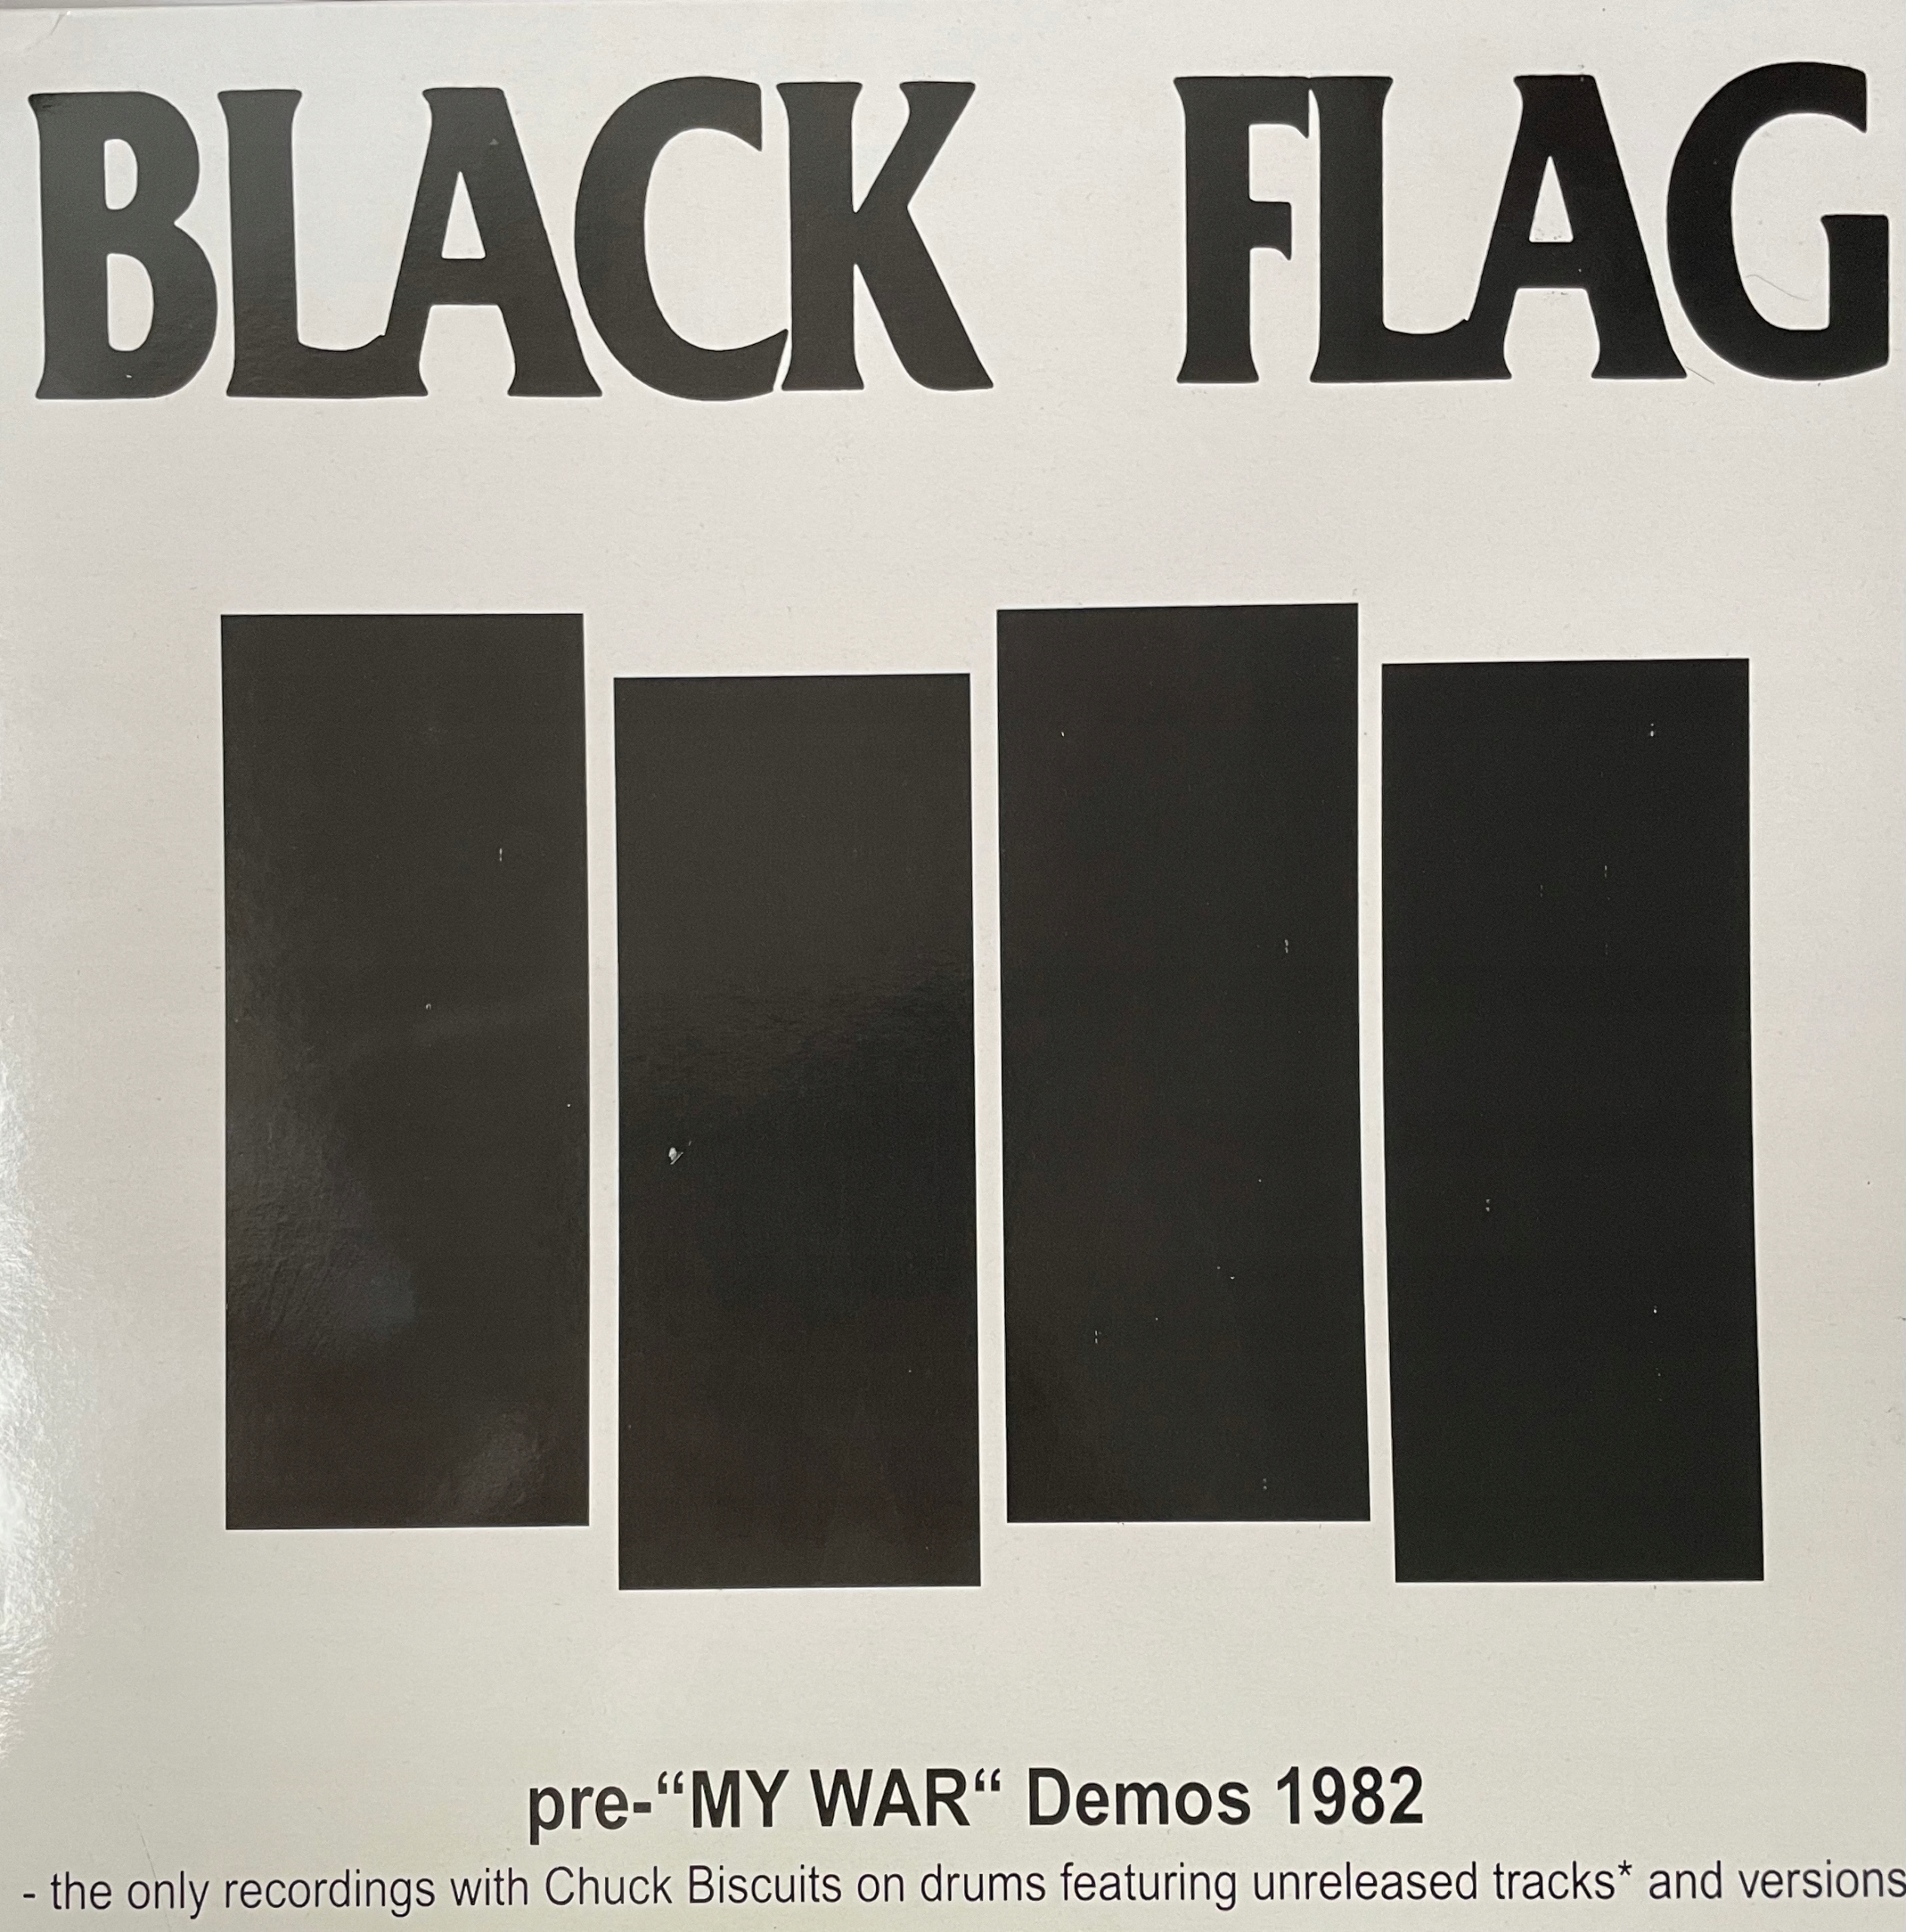 BLACK FLAG
pre-“MY WAR“ Demos 1982
- the only recordings with Chuck Biscuits on drums featuring unreleased tracks* and versions